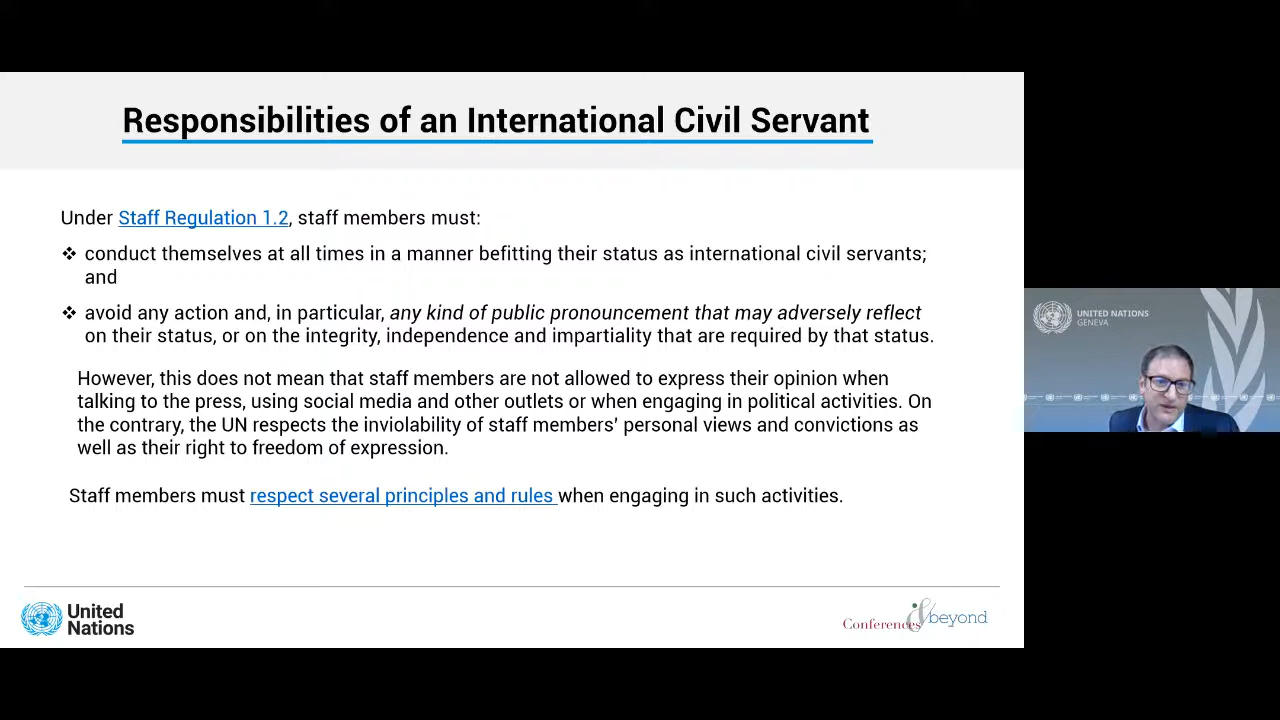 Responsibilities of an International Civil Servant
Under Staff Regulation 1.2, staff members must:
❖ conduct themselves at all times in a manner befitting their status as international civil servants;
and
❖ avoid any action and, in particular, any kind of public pronouncement that may adversely reflect
on their status, or on the integrity, independence and impartiality that are required by that status.
However, this does not mean that staff members are not allowed to express their opinion when
talking to the press, using social media and other outlets or when engaging in political activities. On
the contrary, the UN respects the inviolability of staff members’ personal views and convictions as
well as their right to freedom of expression.
Staff members must respect several principles and rules when engaging in such activities.
United
Nations
Conferences & beyond
UNITED NATIONS
GENEVA